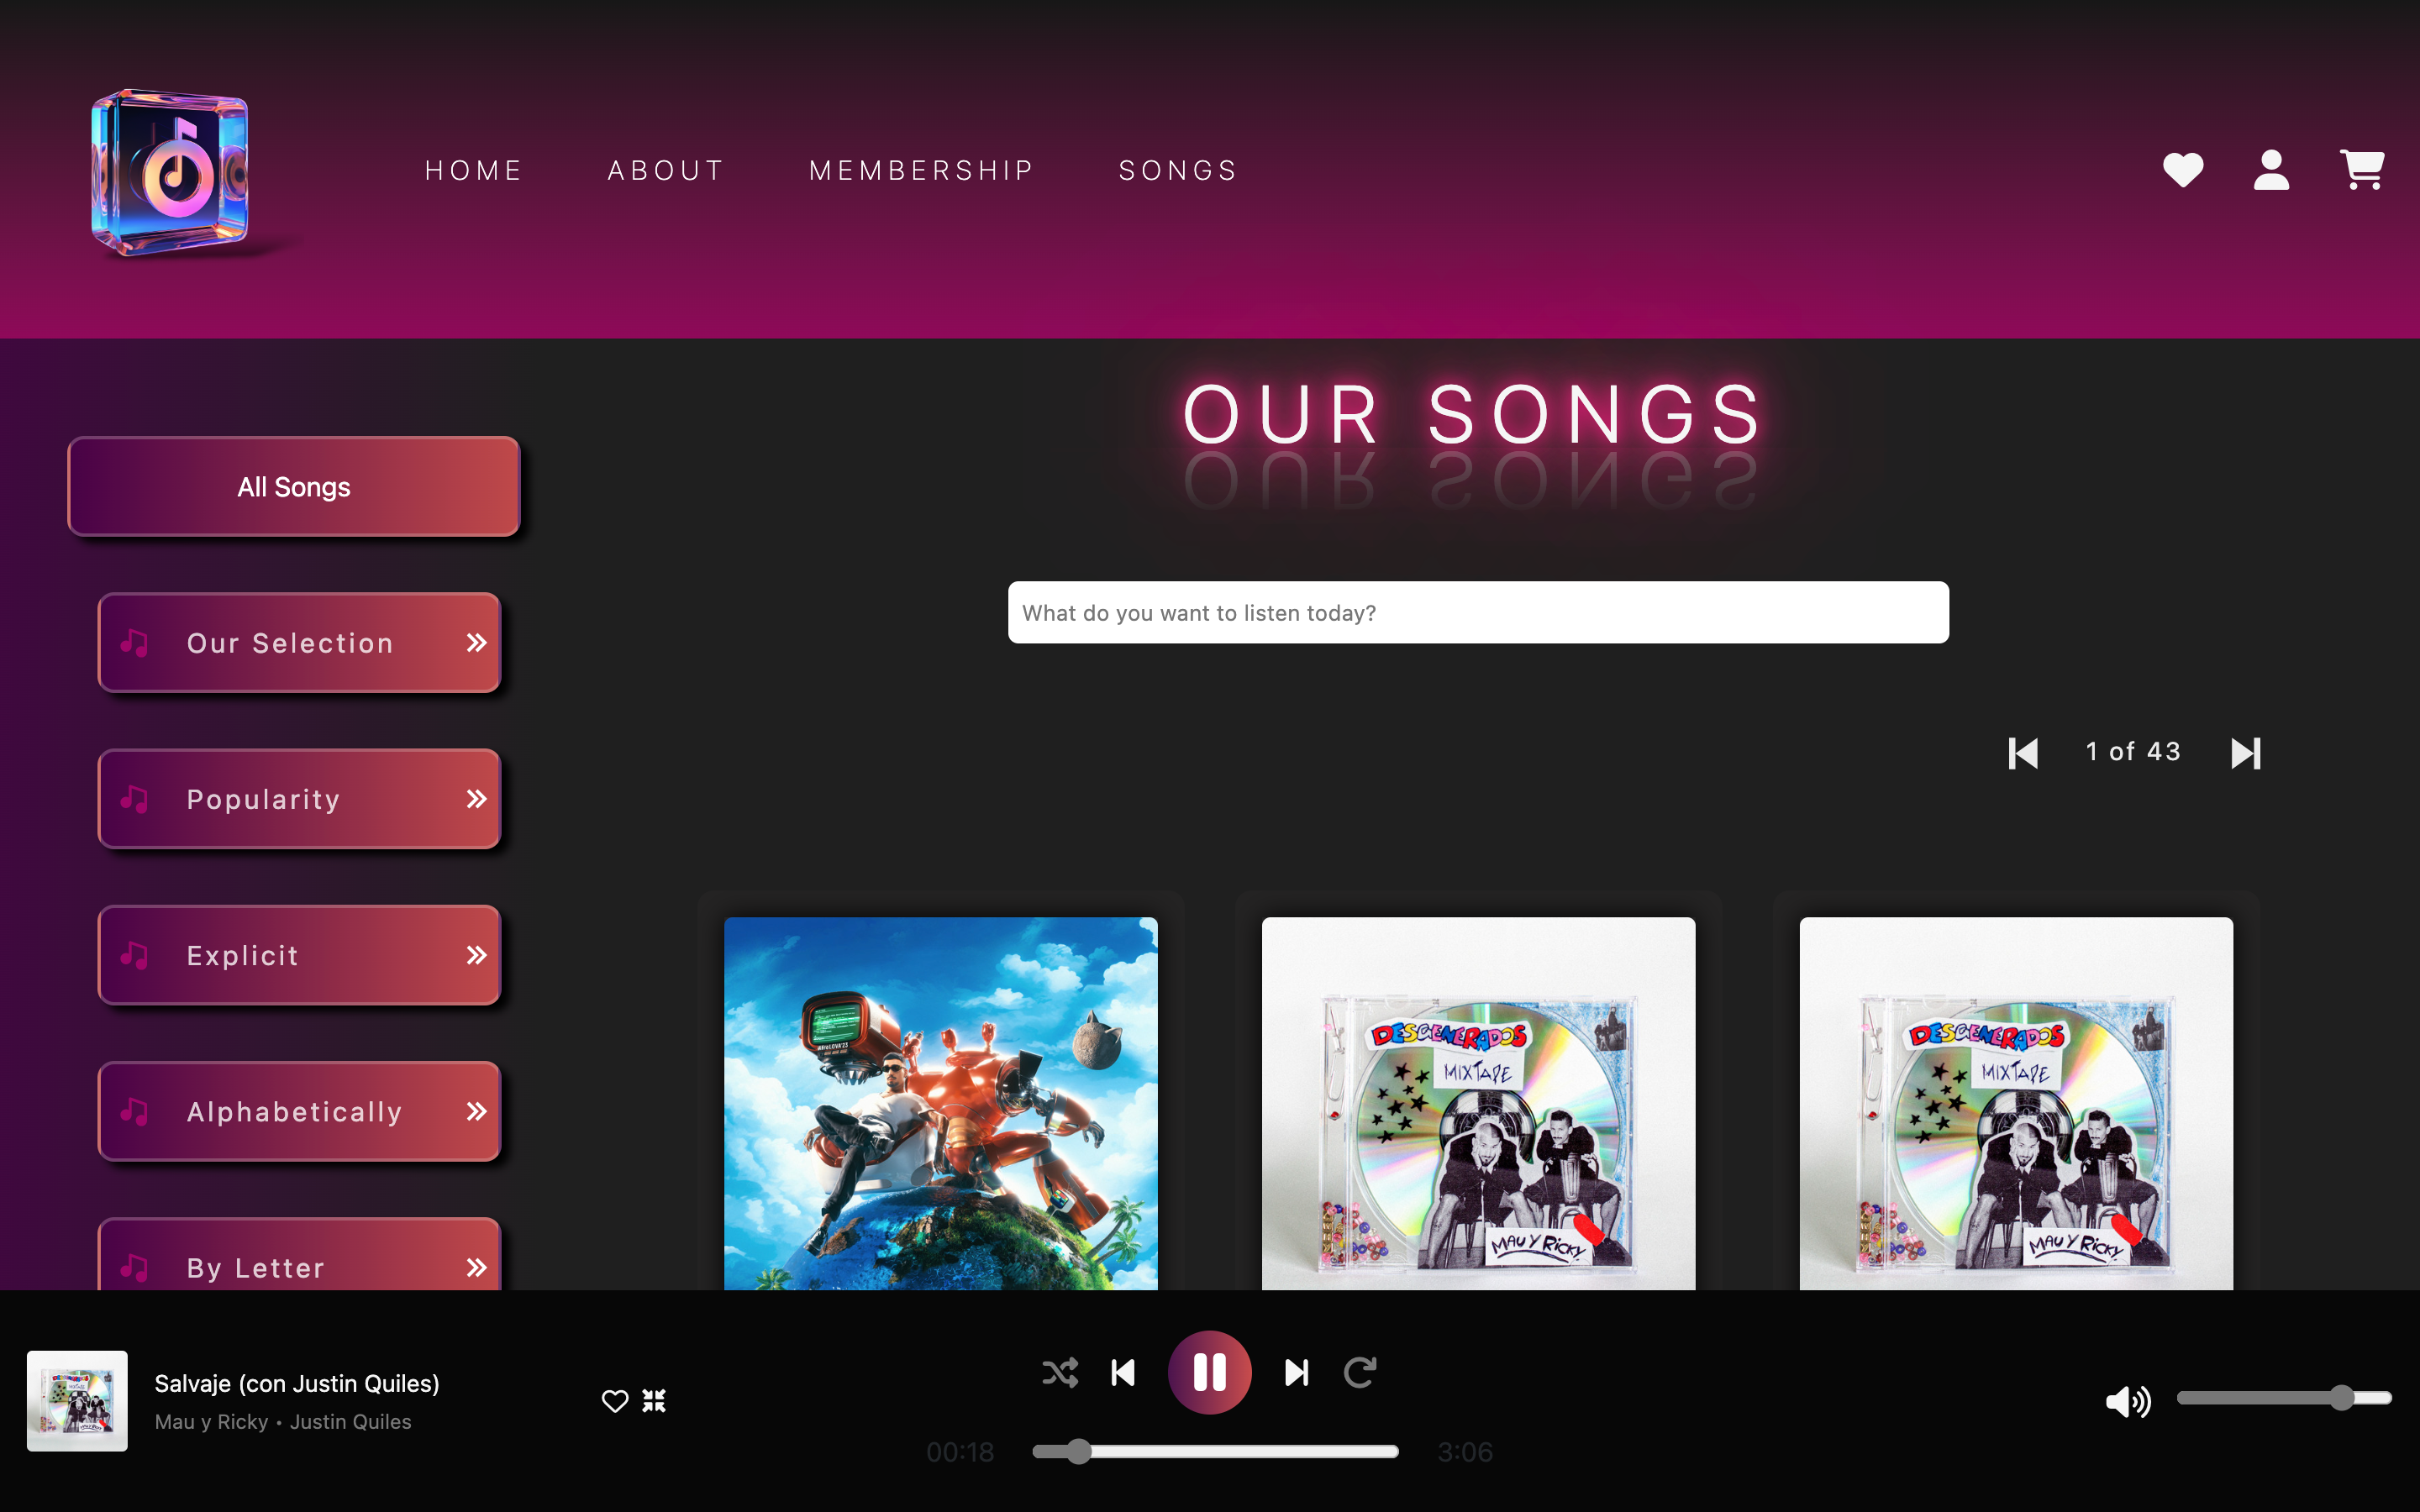 HOME ABOUT MEMBERSHIP SONGS
OUR SONGS
All Songs
What do you want to listen today?
Our Selection
1 of 43
Popularity
Explicit
Alphabetically
By Letter
DESGENERADOS
MIXTAPE
MAU Y RICKY
DESGENERADOS
MIXTAPE
MAU Y RICKY
Salvaje (con Justin Quiles)
Mau y Ricky • Justin Quiles
00:18
3:06